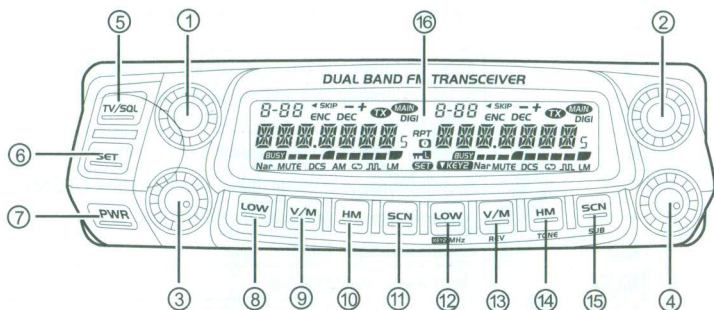 ⑤ ① ⑯ ②
DUAL BAND FM TRANSCEIVER
TV/SQL
8-88 ◄ SKIP −+ TX MAIN 8-88 ◄ SKIP −+ TX MAIN
ENC DEC DIGI ENC DEC DIGI
RPT
5 5
⑥ SET
BUSY BUSY
Nar MUTE DCS AM LM SET ▼KEY2 Nar MUTE DCS LM
⑦ PWR
LOW V/M HM SCN LOW V/M HM SCN
KEY2 MHz REV TONE SUB
③ ⑧ ⑨ ⑩ ⑪ ⑫ ⑬ ⑭ ⑮ ④